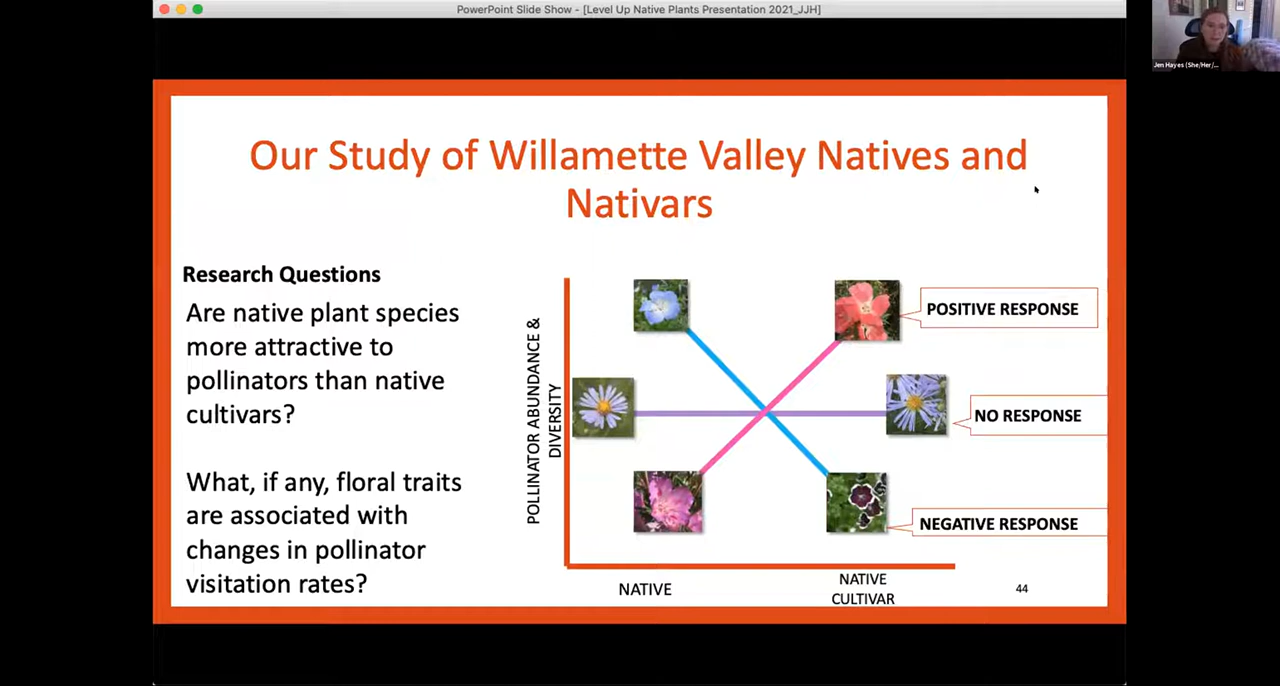 PowerPoint Slide Show - [Level Up Native Plants Presentation 2021_JJH]
Jen Hayes (She/Her/...
Our Study of Willamette Valley Natives and
Nativars
Research Questions
Are native plant species
more attractive to
pollinators than native
cultivars?
What, if any, floral traits
are associated with
changes in pollinator
visitation rates?
POLLINATOR ABUNDANCE &
DIVERSITY
POSITIVE RESPONSE
NO RESPONSE
NEGATIVE RESPONSE
NATIVE
NATIVE
CULTIVAR
44